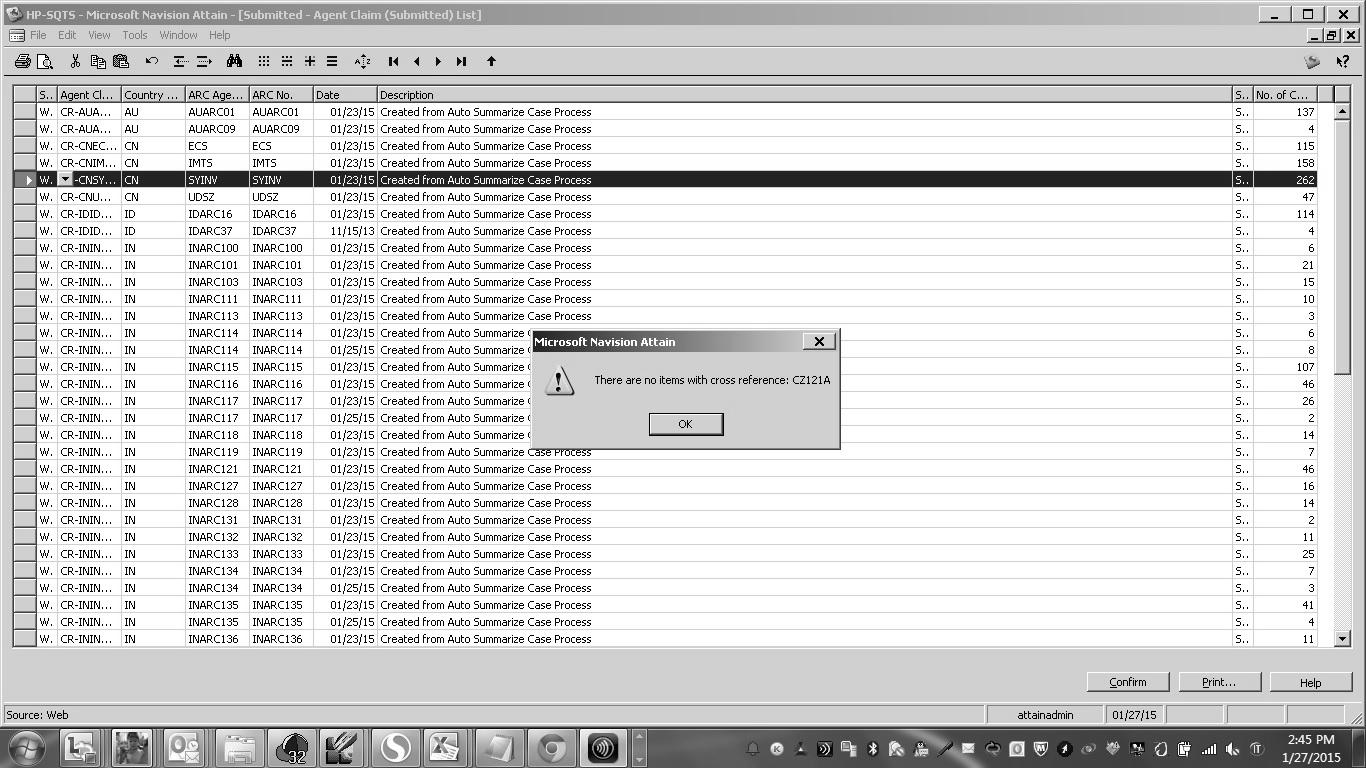 HP-SQTS - Microsoft Navision Attain - [Submitted - Agent Claim (Submitted) List]
File Edit View Tools Window Help
S.. Agent Cl... Country ... ARC Age... ARC No. Date Description S.. No. of C...
W. CR-AUA... AU AUARC01 AUARC01 01/23/15 Created from Auto Summarize Case Process S.. 137
W. CR-AUA... AU AUARC09 AUARC09 01/23/15 Created from Auto Summarize Case Process S.. 4
W. CR-CNEC... CN ECS ECS 01/23/15 Created from Auto Summarize Case Process S.. 115
W. CR-CNIM... CN IMTS IMTS 01/23/15 Created from Auto Summarize Case Process S.. 158
W. -CNSY... CN SYINV SYINV 01/23/15 Created from Auto Summarize Case Process S.. 262
W. CR-CNU... CN UDSZ UDSZ 01/23/15 Created from Auto Summarize Case Process S.. 47
W. CR-IDID... ID IDARC16 IDARC16 01/23/15 Created from Auto Summarize Case Process S.. 114
W. CR-IDID... ID IDARC37 IDARC37 11/15/13 Created from Auto Summarize Case Process S.. 4
W. CR-ININ... IN INARC100 INARC100 01/23/15 Created from Auto Summarize Case Process S.. 6
W. CR-ININ... IN INARC101 INARC101 01/23/15 Created from Auto Summarize Case Process S.. 21
W. CR-ININ... IN INARC103 INARC103 01/23/15 Created from Auto Summarize Case Process S.. 15
W. CR-ININ... IN INARC111 INARC111 01/23/15 Created from Auto Summarize Case Process S.. 10
W. CR-ININ... IN INARC113 INARC113 01/23/15 Created from Auto Summarize Case Process S.. 3
W. CR-ININ... IN INARC114 INARC114 01/23/15 Created from Auto Summarize S.. 6
W. CR-ININ... IN INARC114 INARC114 01/25/15 Created from Auto Summarize S.. 8
W. CR-ININ... IN INARC115 INARC115 01/23/15 Created from Auto Summarize S.. 107
W. CR-ININ... IN INARC116 INARC116 01/23/15 Created from Auto Summarize S.. 46
W. CR-ININ... IN INARC117 INARC117 01/23/15 Created from Auto Summarize S.. 26
W. CR-ININ... IN INARC117 INARC117 01/25/15 Created from Auto Summarize S.. 2
W. CR-ININ... IN INARC118 INARC118 01/23/15 Created from Auto Summarize S.. 14
W. CR-ININ... IN INARC119 INARC119 01/23/15 Created from Auto Summarize Case Process S.. 7
W. CR-ININ... IN INARC121 INARC121 01/23/15 Created from Auto Summarize Case Process S.. 46
W. CR-ININ... IN INARC127 INARC127 01/23/15 Created from Auto Summarize Case Process S.. 16
W. CR-ININ... IN INARC128 INARC128 01/23/15 Created from Auto Summarize Case Process S.. 14
W. CR-ININ... IN INARC131 INARC131 01/23/15 Created from Auto Summarize Case Process S.. 2
W. CR-ININ... IN INARC132 INARC132 01/23/15 Created from Auto Summarize Case Process S.. 11
W. CR-ININ... IN INARC133 INARC133 01/23/15 Created from Auto Summarize Case Process S.. 25
W. CR-ININ... IN INARC134 INARC134 01/23/15 Created from Auto Summarize Case Process S.. 7
W. CR-ININ... IN INARC134 INARC134 01/25/15 Created from Auto Summarize Case Process S.. 3
W. CR-ININ... IN INARC135 INARC135 01/23/15 Created from Auto Summarize Case Process S.. 41
W. CR-ININ... IN INARC135 INARC135 01/25/15 Created from Auto Summarize Case Process S.. 4
W. CR-ININ... IN INARC136 INARC136 01/23/15 Created from Auto Summarize Case Process S.. 11
Microsoft Navision Attain
There are no items with cross reference: CZ121A
OK
Confirm Print... Help
Source: Web attainadmin 01/27/15
32
2:45 PM
1/27/2015